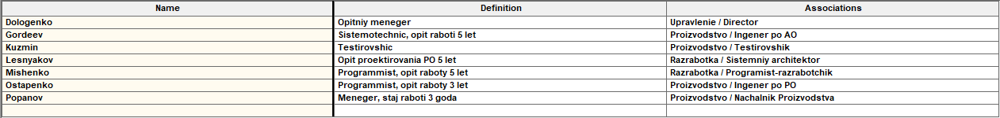 Name Definition Associations
Dologenko Opitniy meneger Upravlenie / Director
Gordeev Sistemotechnic, opit raboti 5 let Proizvodstvo / Ingener po AO
Kuzmin Testirovshic Proizvodstvo / Testirovshik
Lesnyakov Opit proektirovania PO 5 let Razrabotka / Sistemniy architektor
Mishenko Programmist, opit raboty 5 let Razrabotka / Programist-razrabotchik
Ostapenko Programmist, opit raboty 3 let Proizvodstvo / Ingener po PO
Popanov Meneger, staj raboti 3 goda Proizvodstvo / Nachalnik Proizvodstva